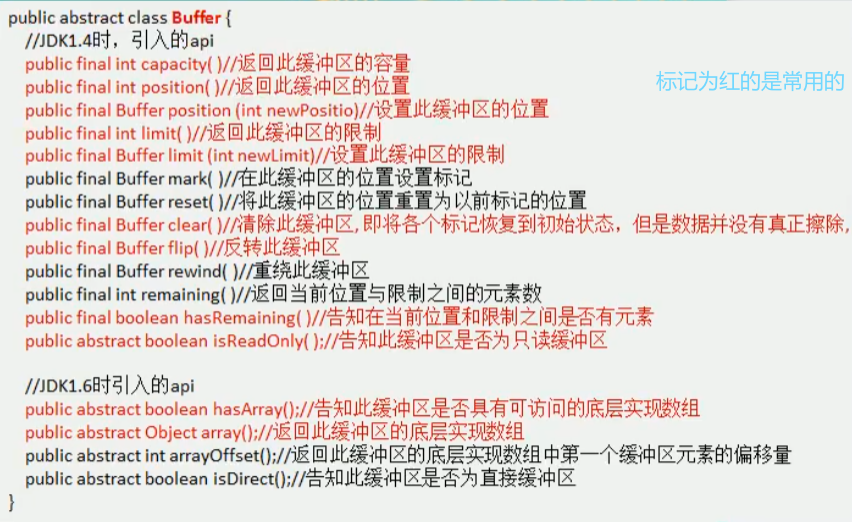 public abstract class Buffer {
//JDK1.4时，引入的api
public final int capacity( )//返回此缓冲区的容量
public final int position( )//返回此缓冲区的位置
public final Buffer position (int newPositio)//设置此缓冲区的位置
public final int limit( )//返回此缓冲区的限制
public final Buffer limit (int newLimit)//设置此缓冲区的限制
public final Buffer mark( )//在此缓冲区的位置设置标记
public final Buffer reset( )//将此缓冲区的位置重置为以前标记的位置
public final Buffer clear( )//清除此缓冲区,即将各个标记恢复到初始状态，但是数据并没有真正擦除,
public final Buffer flip( )//反转此缓冲区
public final Buffer rewind( )//重绕此缓冲区
public final int remaining( )//返回当前位置与限制之间的元素数
public final boolean hasRemaining( )//告知在当前位置和限制之间是否有元素
public abstract boolean isReadOnly( );//告知此缓冲区是否为只读缓冲区
//JDK1.6时引入的api
public abstract boolean hasArray();//告知此缓冲区是否具有可访问的底层实现数组
public abstract Object array();//返回此缓冲区的底层实现数组
public abstract int arrayOffset();//返回此缓冲区的底层实现数组中第一个缓冲区元素的偏移量
public abstract boolean isDirect();//告知此缓冲区是否为直接缓冲区
}
标记为红的是常用的